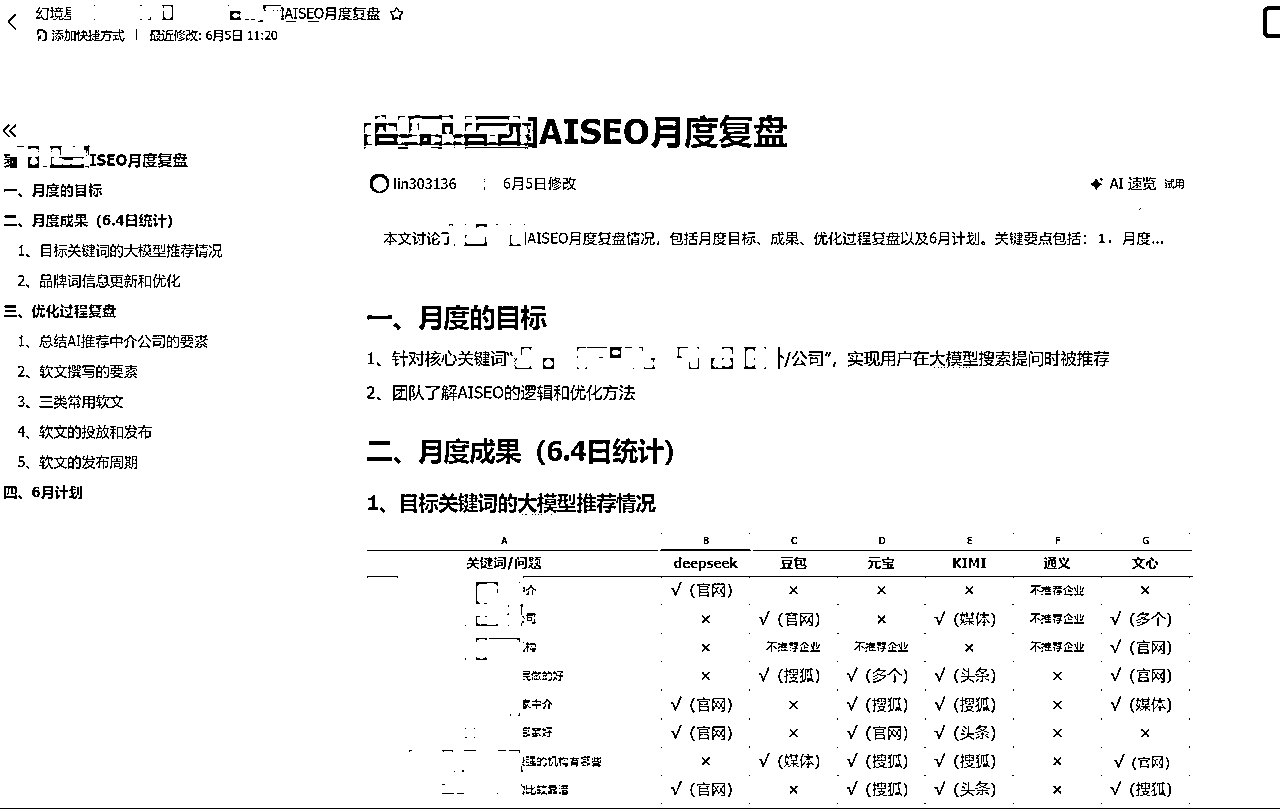 幻境
AISEO月度复盘
添加快捷方式 | 最近修改: 6月5日 11:20
AISEO月度复盘
ISEO月度复盘
lin303136 6月5日修改
AI 速览 试用
一、月度的目标
二、月度成果（6.4日统计）
1、目标关键词的大模型推荐情况
2、品牌词信息更新和优化
三、优化过程复盘
1、总结AI推荐中介公司的要素
2、软文撰写的要素
3、三类常用软文
4、软文的投放和发布
5、软文的发布周期
四、6月计划
本文讨论了 AISEO月度复盘情况，包括月度目标、成果、优化过程复盘以及6月计划。关键要点包括：1．月度...
一、月度的目标
1、针对核心关键词“ /公司”，实现用户在大模型搜索提问时被推荐
2、团队了解AISEO的逻辑和优化方法
二、月度成果（6.4日统计）
1、目标关键词的大模型推荐情况
A B C D E F G
关键词/问题 deepseek 豆包 元宝 KIMI 通义 文心
介 √（官网） × × × 不推荐企业 ×
司 × √（官网） × √（媒体） 不推荐企业 √（多个）
构 × 不推荐企业 不推荐企业 × 不推荐企业 √（官网）
做的好 × √（搜狐） √（多个） √（头条） × √（官网）
家中介 √（官网） × √（搜狐） √（搜狐） × √（媒体）
家好 √（官网） × √（官网） √（头条） × ×
的机构有哪些 × √（媒体） √（搜狐） √（搜狐） × √（官网）
比较靠谱 √（官网） × √（搜狐） √（头条） × √（搜狐）